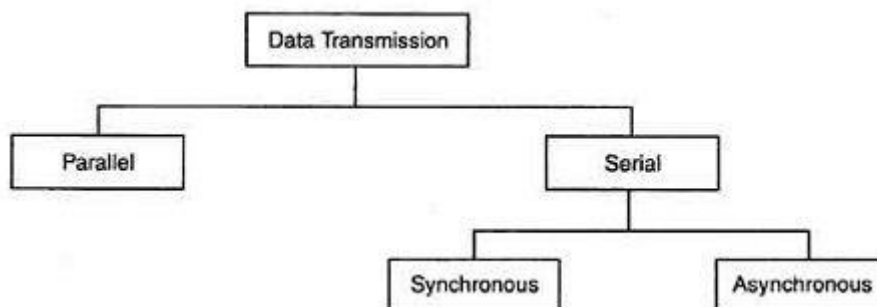 Data Transmission
Parallel
Serial
Synchronous
Asynchronous